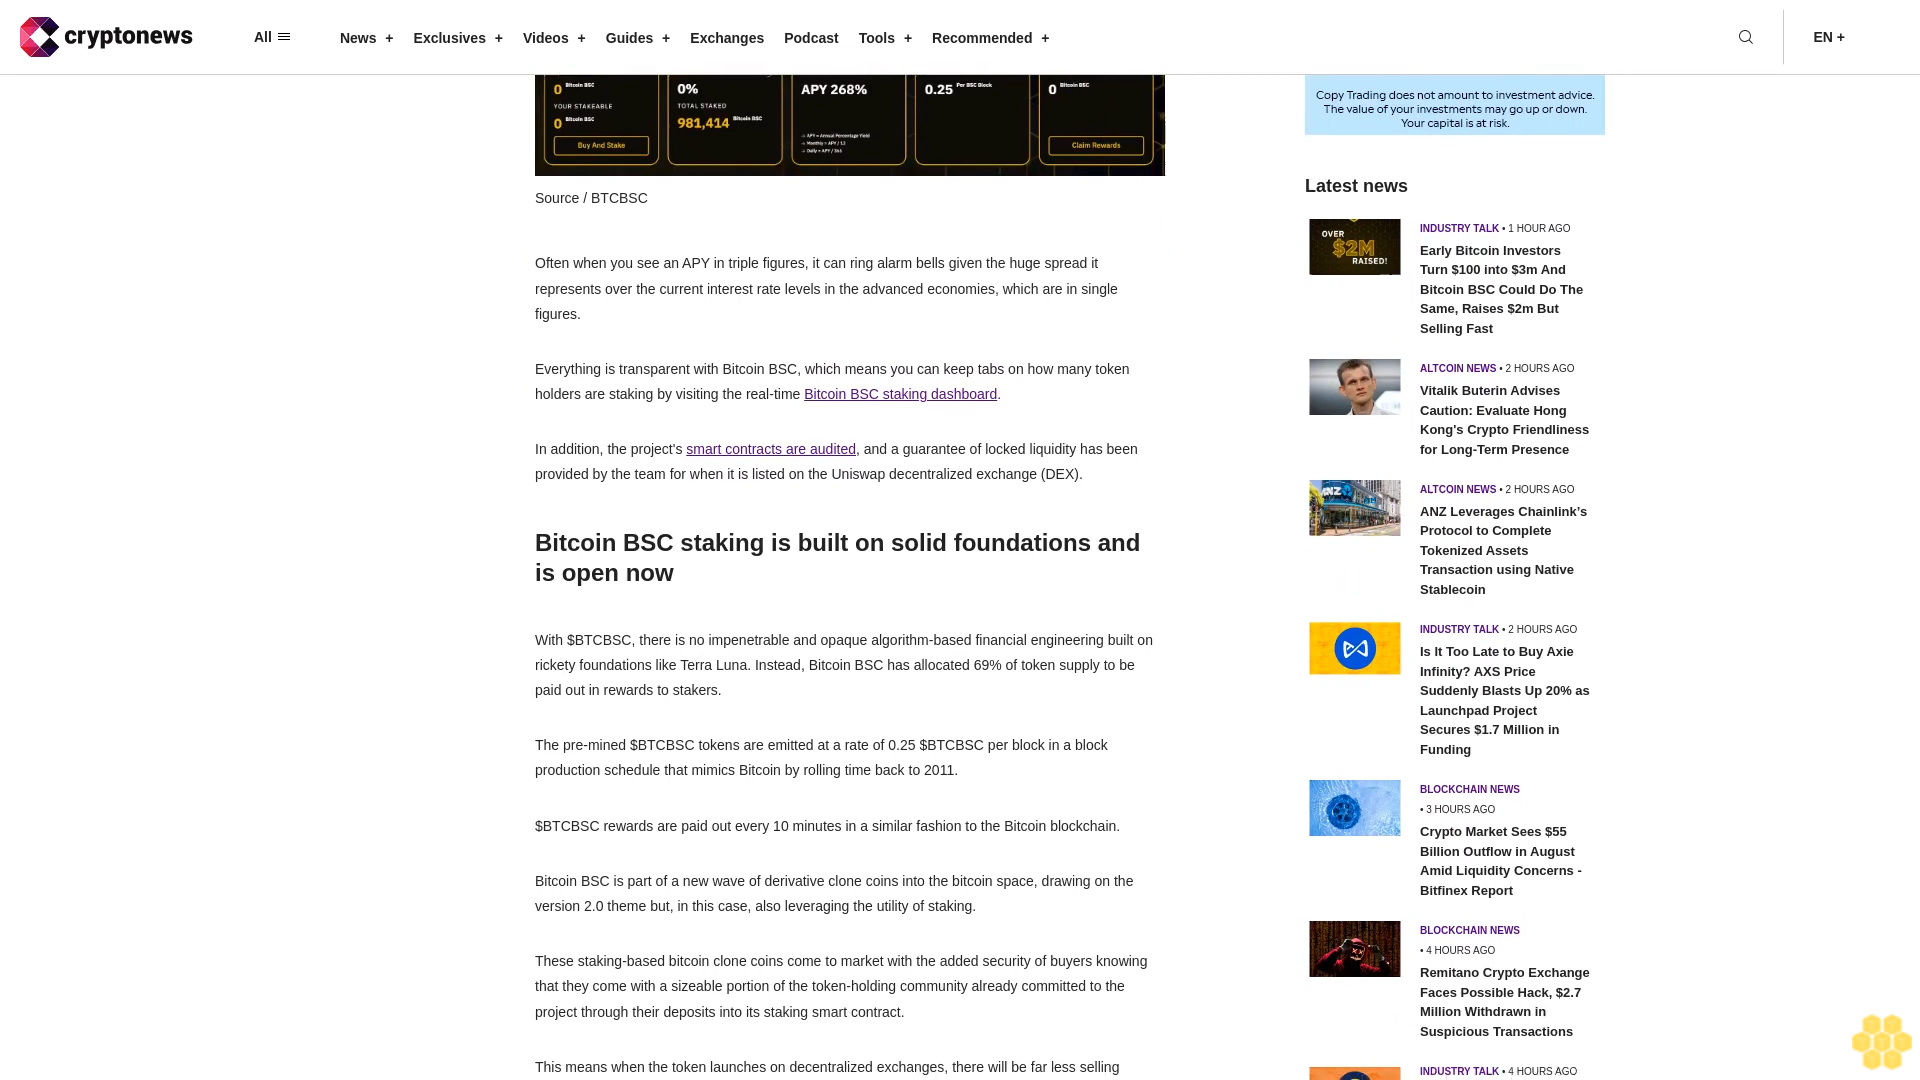 cryptonews
All
News +
Exclusives +
Videos +
Guides +
Exchanges
Podcast
Tools +
Recommended +
EN +
0 Bitcoin BSC
YOUR STAKEABLE
0 Bitcoin BSC
Buy And Stake
0%
TOTAL STAKED
981,414 Bitcoin BSC
APY 268%
-> APY = Annual Percentage Yield
-> Monthly = APY / 12
-> Daily = APY / 365
0.25 Per BSC Block
0 Bitcoin BSC
Claim Rewards
Source / BTCBSC
Often when you see an APY in triple figures, it can ring alarm bells given the huge spread it
represents over the current interest rate levels in the advanced economies, which are in single
figures.
Everything is transparent with Bitcoin BSC, which means you can keep tabs on how many token
holders are staking by visiting the real-time Bitcoin BSC staking dashboard.
In addition, the project's smart contracts are audited, and a guarantee of locked liquidity has been
provided by the team for when it is listed on the Uniswap decentralized exchange (DEX).
Bitcoin BSC staking is built on solid foundations and
is open now
With $BTCBSC, there is no impenetrable and opaque algorithm-based financial engineering built on
rickety foundations like Terra Luna. Instead, Bitcoin BSC has allocated 69% of token supply to be
paid out in rewards to stakers.
The pre-mined $BTCBSC tokens are emitted at a rate of 0.25 $BTCBSC per block in a block
production schedule that mimics Bitcoin by rolling time back to 2011.
$BTCBSC rewards are paid out every 10 minutes in a similar fashion to the Bitcoin blockchain.
Bitcoin BSC is part of a new wave of derivative clone coins into the bitcoin space, drawing on the
version 2.0 theme but, in this case, also leveraging the utility of staking.
These staking-based bitcoin clone coins come to market with the added security of buyers knowing
that they come with a sizeable portion of the token-holding community already committed to the
project through their deposits into its staking smart contract.
This means when the token launches on decentralized exchanges, there will be far less selling
Copy Trading does not amount to investment advice.
The value of your investments may go up or down.
Your capital is at risk.
Latest news
OVER
$2M
RAISED!
INDUSTRY TALK • 1 HOUR AGO
Early Bitcoin Investors
Turn $100 into $3m And
Bitcoin BSC Could Do The
Same, Raises $2m But
Selling Fast
ALTCOIN NEWS • 2 HOURS AGO
Vitalik Buterin Advises
Caution: Evaluate Hong
Kong's Crypto Friendliness
for Long-Term Presence
ANZ
ALTCOIN NEWS • 2 HOURS AGO
ANZ Leverages Chainlink’s
Protocol to Complete
Tokenized Assets
Transaction using Native
Stablecoin
INDUSTRY TALK • 2 HOURS AGO
Is It Too Late to Buy Axie
Infinity? AXS Price
Suddenly Blasts Up 20% as
Launchpad Project
Secures $1.7 Million in
Funding
BLOCKCHAIN NEWS
• 3 HOURS AGO
Crypto Market Sees $55
Billion Outflow in August
Amid Liquidity Concerns -
Bitfinex Report
BLOCKCHAIN NEWS
• 4 HOURS AGO
Remitano Crypto Exchange
Faces Possible Hack, $2.7
Million Withdrawn in
Suspicious Transactions
INDUSTRY TALK • 4 HOURS AGO